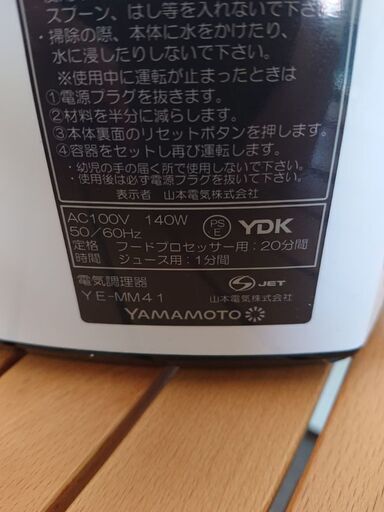 スプーン、はし等を入れないで下さい
・掃除の際、本体に水をかけたり、
水に浸したりしないで下さい。
※使用中に運転が止まったときは
①電源プラグを抜きます。
②材料を半分に減らします。
③本体裏面のリセットボタンを押します。
④容器をセットし再び運転します。
・幼児の手の届く所で使用しないで下さい。
・使用後は必ず電源プラグを抜いて下さい。
表示者 山本電気株式会社
AC100V 140W
50/60Hz
PS
E
YDK
定格 フードプロセッサー用：20分間
時間 ジュース用：1分間
電気調理器
YE-MM41
S JET
山本電気株式会社
YAMAMOTO